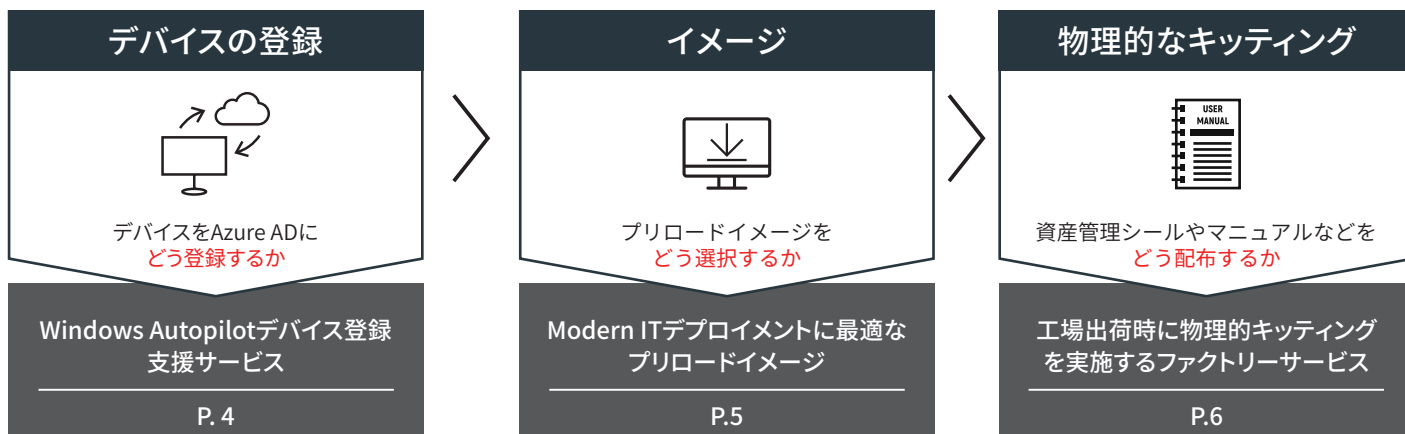 デバイスの登録
デバイスをAzure ADに
どう登録するか
Windows Autopilotデバイス登録
支援サービス
P. 4
イメージ
プリロードイメージを
どう選択するか
Modern ITデプロイメントに最適な
プリロードイメージ
P.5
物理的なキッティング
USER
MANUAL
資産管理シールやマニュアルなどを
どう配布するか
工場出荷時に物理的キッティング
を実施するファクトリーサービス
P.6